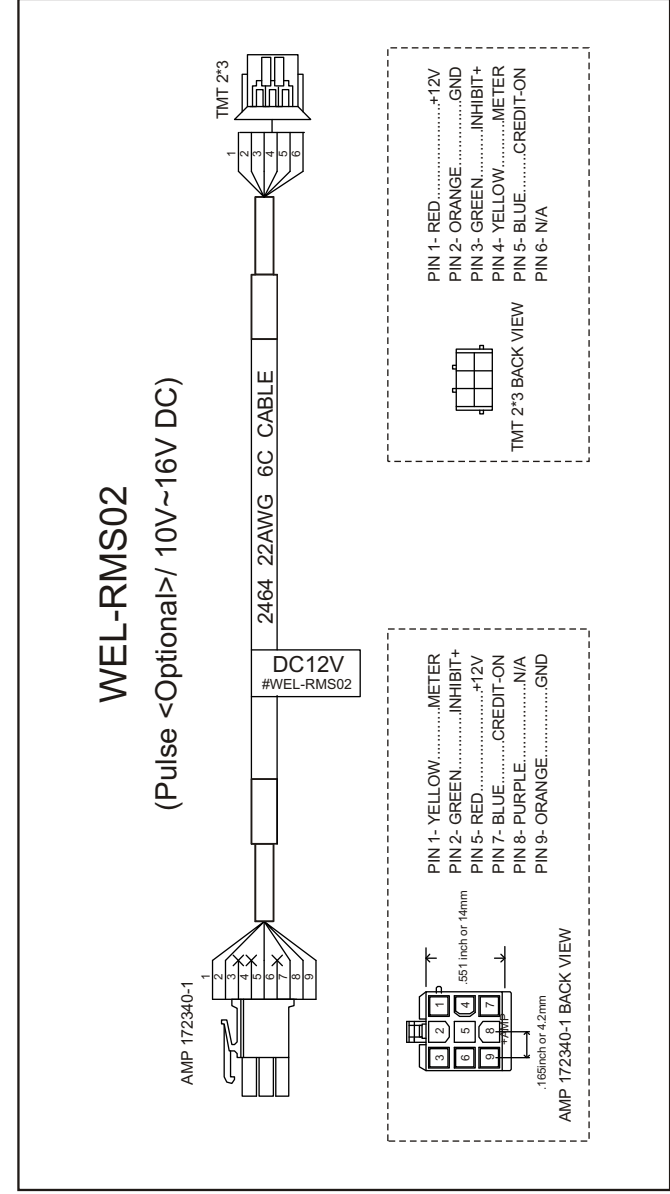 WEL-RMS02
(Pulse <Optional>/ 10V~16V DC)
AMP 172340-1
1
2
3
4
5
6
7
8
9
DC12V
#WEL-RMS02
2464 22AWG 6C CABLE
TMT 2*3
1
2
3
4
5
6
3
2
1
6
5
4
9
8
7
+AMP
.551 inch or 14mm
.165inch or 4.2mm
AMP 172340-1 BACK VIEW
PIN 1- YELLOW........METER
PIN 2- GREEN..........INHIBIT+
PIN 5- RED...................+12V
PIN 7- BLUE.........CREDIT-ON
PIN 8- PURPLE...............N/A
PIN 9- ORANGE..............GND
TMT 2*3 BACK VIEW
PIN 1- RED...................+12V
PIN 2- ORANGE..............GND
PIN 3- GREEN..........INHIBIT+
PIN 4- YELLOW........METER
PIN 5- BLUE.........CREDIT-ON
PIN 6- N/A